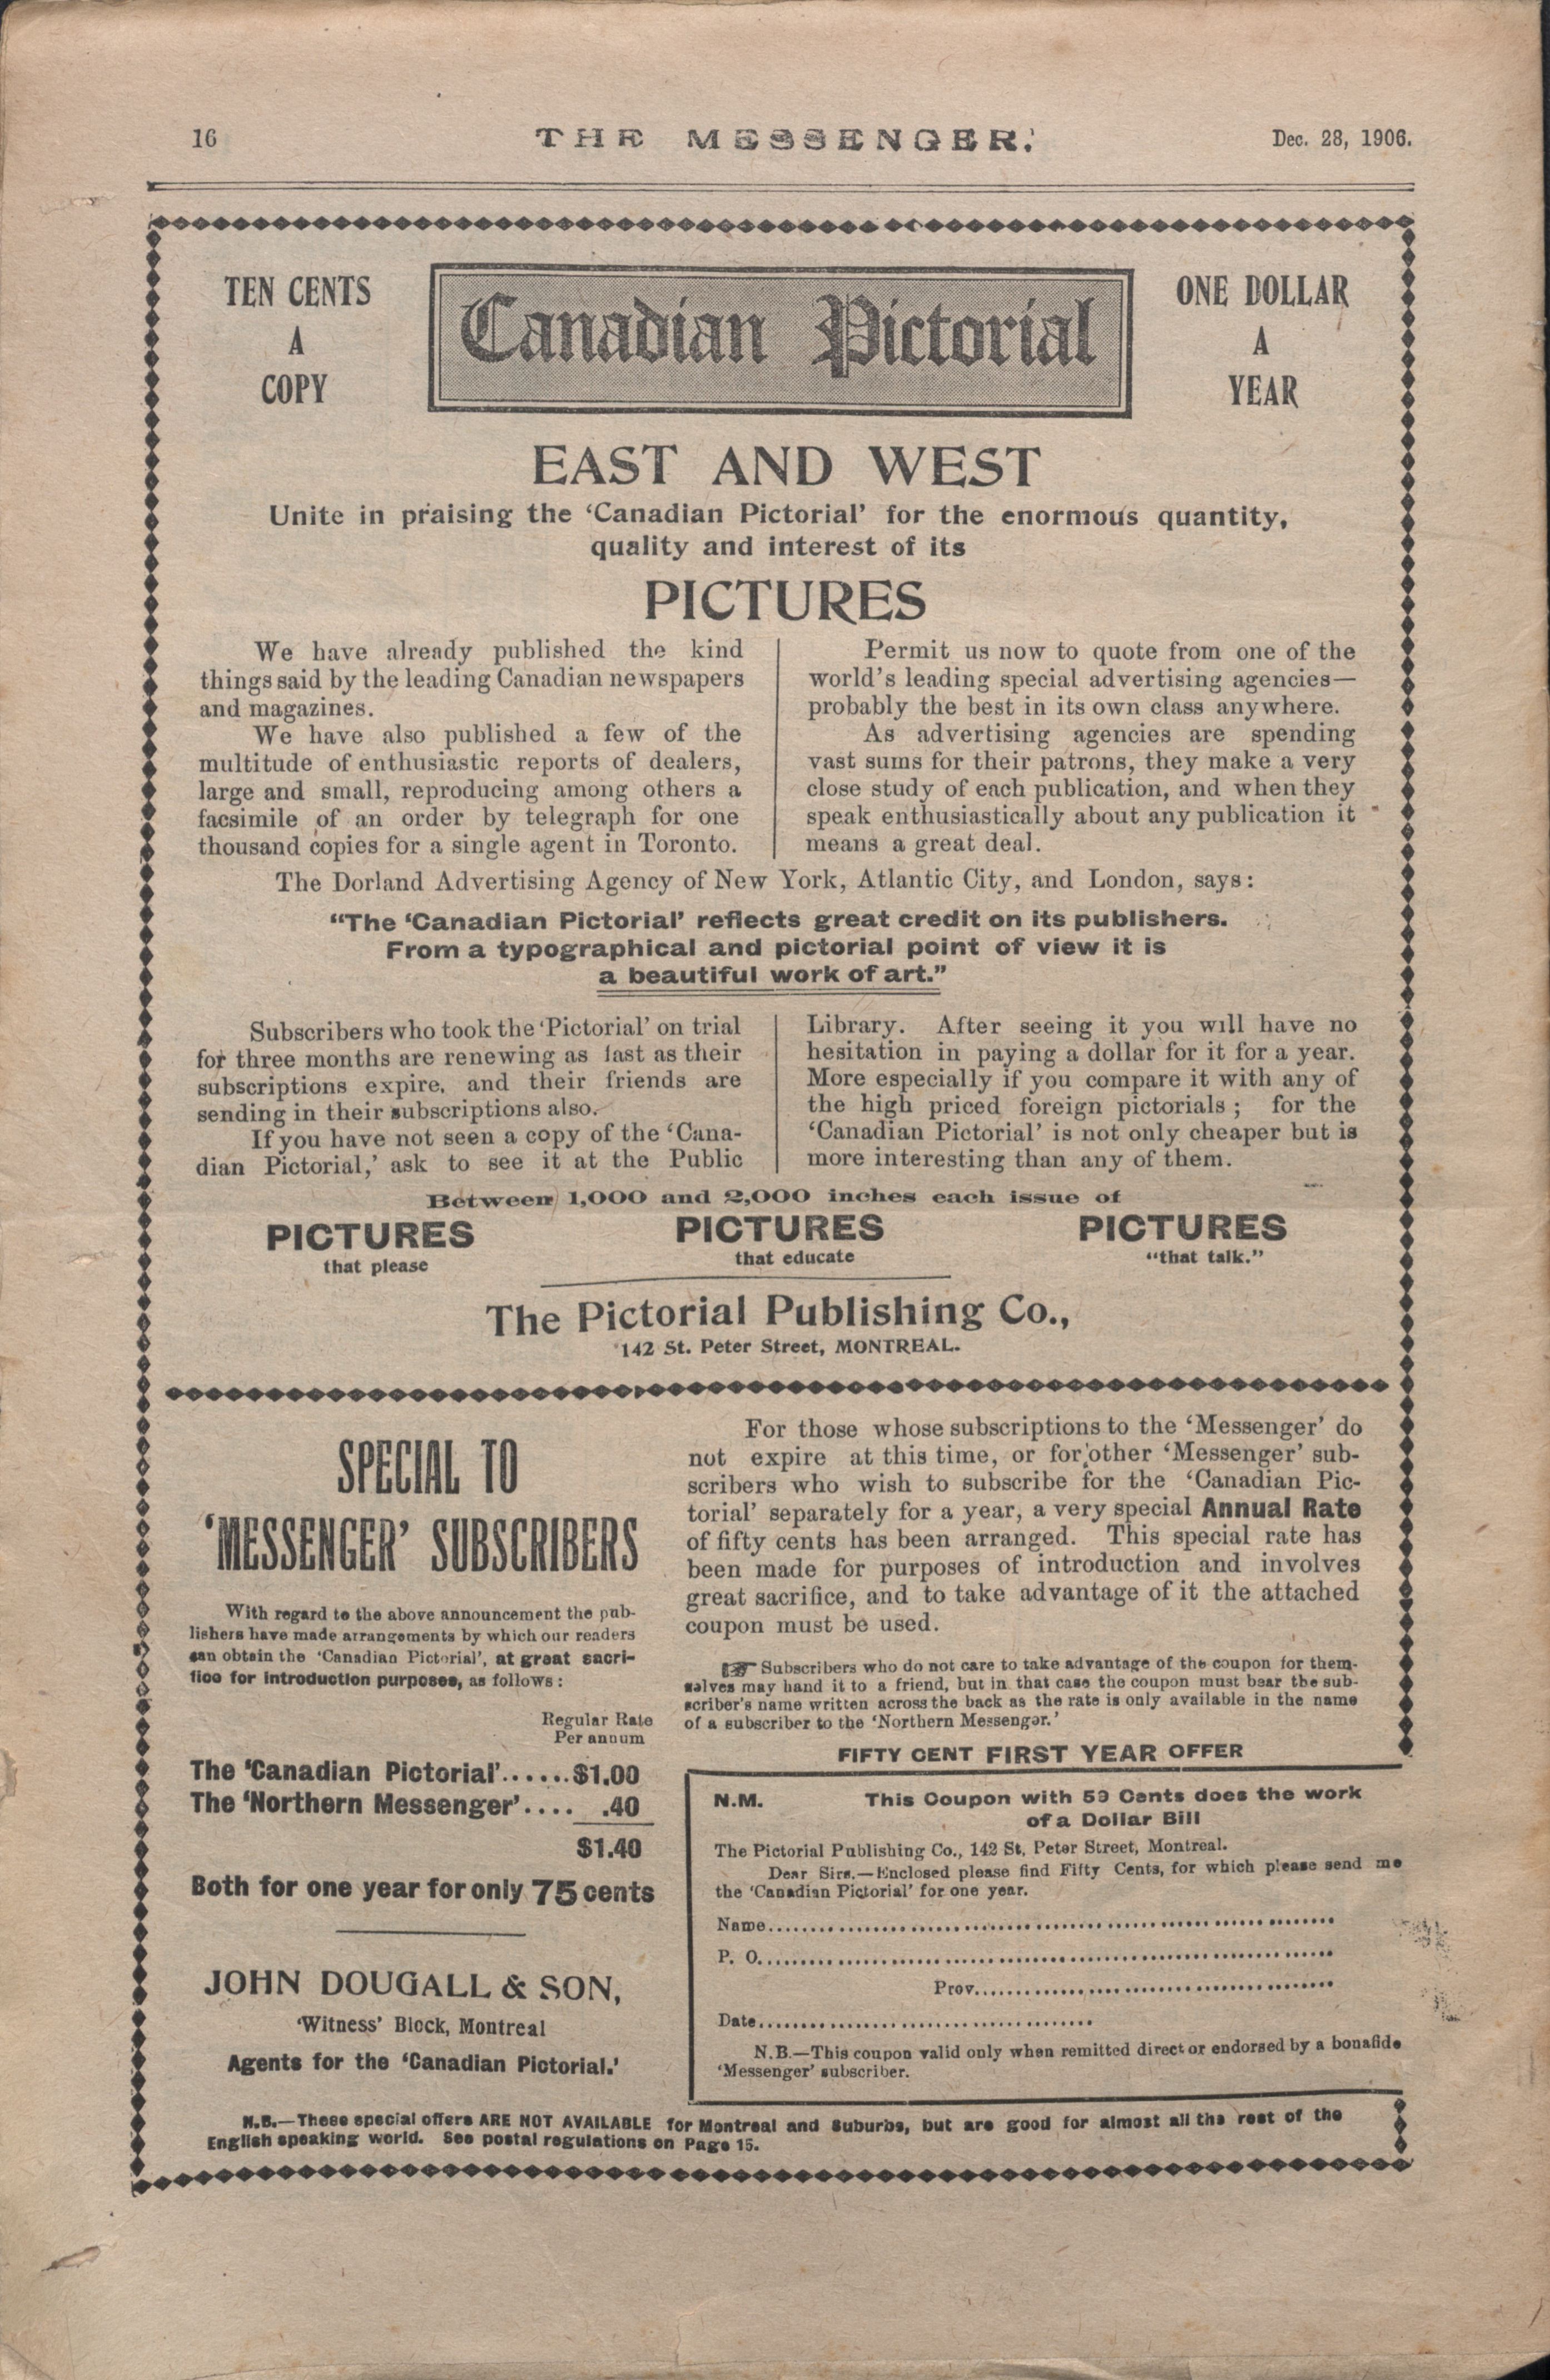 16
THE MESSENGER.
Dec. 28, 1906.
TEN CENTS
A
COPY
Canadian Pictorial
ONE DOLLAR
A
YEAR
EAST AND WEST
Unite in praising the ‘Canadian Pictorial’ for the enormous quantity,
quality and interest of its
PICTURES
We have already published the kind
things said by the leading Canadian newspapers
and magazines.
We have also published a few of the
multitude of enthusiastic reports of dealers,
large and small, reproducing among others a
facsimile of an order by telegraph for one
thousand copies for a single agent in Toronto.
Permit us now to quote from one of the
world’s leading special advertising agencies—
probably the best in its own class anywhere.
As advertising agencies are spending
vast sums for their patrons, they make a very
close study of each publication, and when they
speak enthusiastically about any publication it
means a great deal.
The Dorland Advertising Agency of New York, Atlantic City, and London, says:
“The ‘Canadian Pictorial’ reflects great credit on its publishers.
From a typographical and pictorial point of view it is
a beautiful work of art.”
Subscribers who took the ‘Pictorial’ on trial
for three months are renewing as fast as their
subscriptions expire, and their friends are
sending in their subscriptions also.
If you have not seen a copy of the ‘Cana-
dian Pictorial,’ ask to see it at the Public
Library. After seeing it you will have no
hesitation in paying a dollar for it for a year.
More especially if you compare it with any of
the high priced foreign pictorials; for the
‘Canadian Pictorial’ is not only cheaper but is
more interesting than any of them.
Between 1,000 and 2,000 inches each issue of
PICTURES
that please
PICTURES
that educate
PICTURES
“that talk.”
The Pictorial Publishing Co.,
142 St. Peter Street, MONTREAL.
SPECIAL TO
‘MESSENGER’ SUBSCRIBERS
With regard to the above announcement the pub-
lishers have made arrangements by which our readers
can obtain the ‘Canadian Pictorial’, at great sacri-
fice for introduction purposes, as follows:
Regular Rate
Per annum
The ‘Canadian Pictorial’......$1.00
The ‘Northern Messenger’.... .40
$1.40
Both for one year for only 75 cents
JOHN DOUGALL & SON,
‘Witness’ Block, Montreal
Agents for the ‘Canadian Pictorial.’
For those whose subscriptions to the ‘Messenger’ do
not expire at this time, or for other ‘Messenger’ sub-
scribers who wish to subscribe for the ‘Canadian Pic-
torial’ separately for a year, a very special Annual Rate
of fifty cents has been arranged. This special rate has
been made for purposes of introduction and involves
great sacrifice, and to take advantage of it the attached
coupon must be used.
☞ Subscribers who do not care to take advantage of the coupon for them-
selves may hand it to a friend, but in that case the coupon must bear the sub-
scriber’s name written across the back as the rate is only available in the name
of a subscriber to the ‘Northern Messenger.’
FIFTY CENT FIRST YEAR OFFER
N.M. This Coupon with 50 Cents does the work
of a Dollar Bill
The Pictorial Publishing Co., 142 St. Peter Street, Montreal.
Dear Sirs.—Enclosed please find Fifty Cents, for which please send me
the ‘Canadian Pictorial’ for one year.
Name..............................
P. O..............................
Prov..............................
Date..............................
N.B.—This coupon valid only when remitted direct or endorsed by a bonafide
‘Messenger’ subscriber.
N.B.—These special offers ARE NOT AVAILABLE for Montreal and Suburbs, but are good for almost all the rest of the
English speaking world. See postal regulations on Page 15.